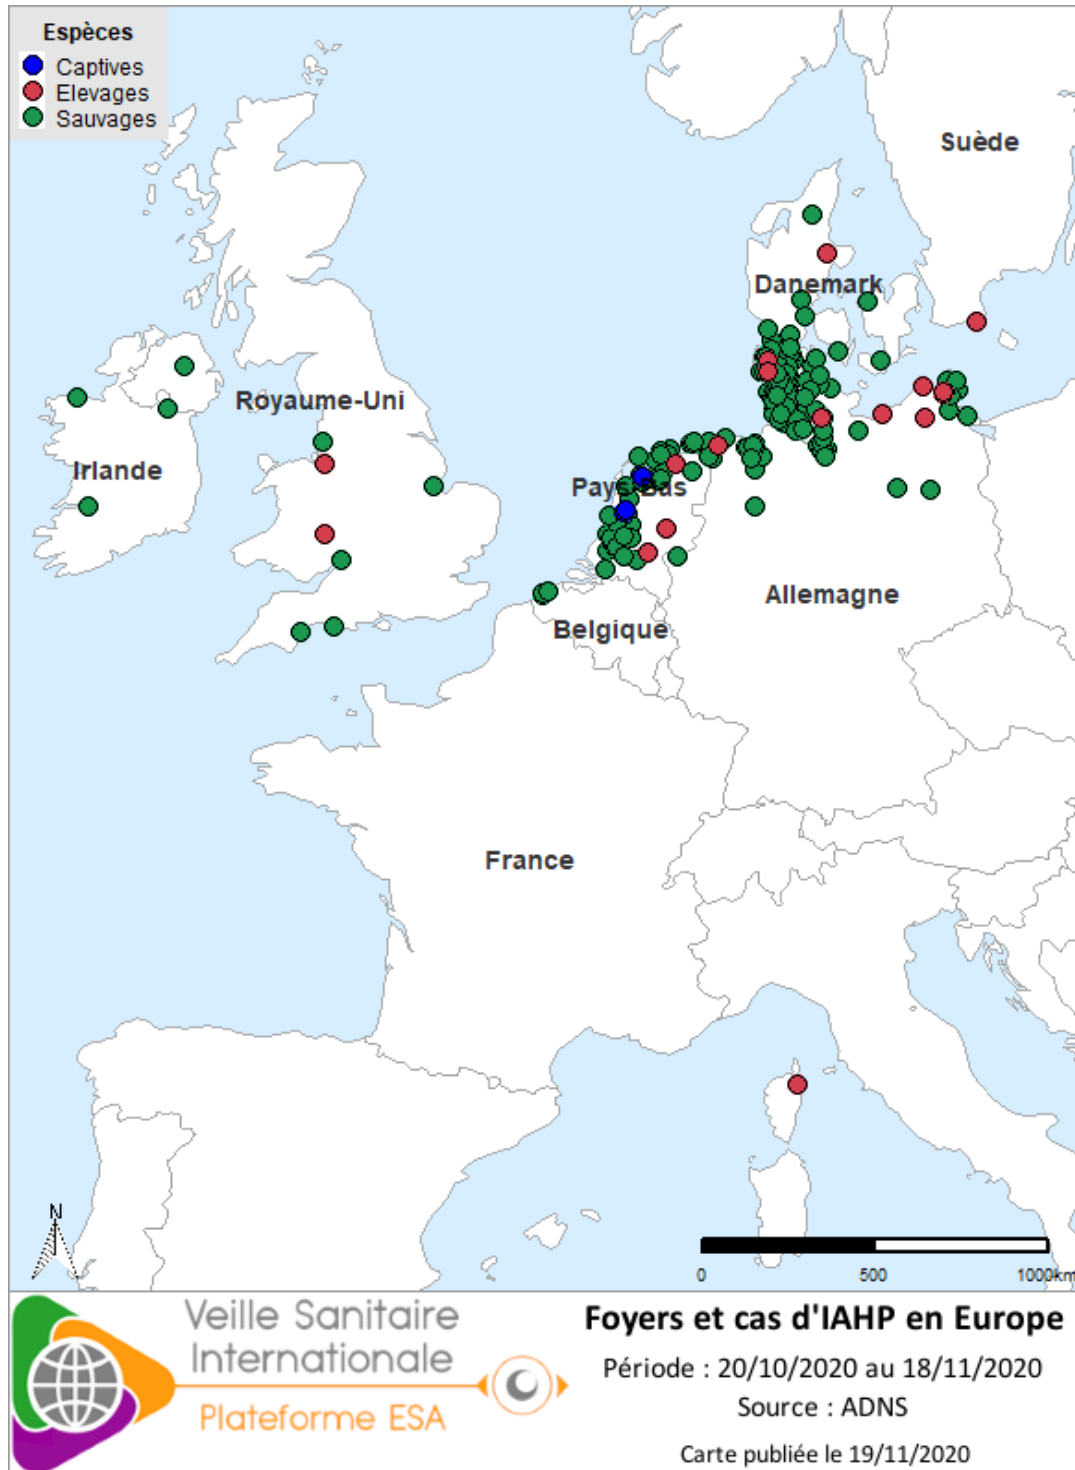 Espèces
Captives
Elevages
Sauvages
Suède
Danemark
Royaume-Uni
Irlande
Pays-Bas
Allemagne
Belgique
France
N
0 500 1000km
Veille Sanitaire
Internationale
Plateforme ESA
Foyers et cas d'IAHP en Europe
Période : 20/10/2020 au 18/11/2020
Source : ADNS
Carte publiée le 19/11/2020